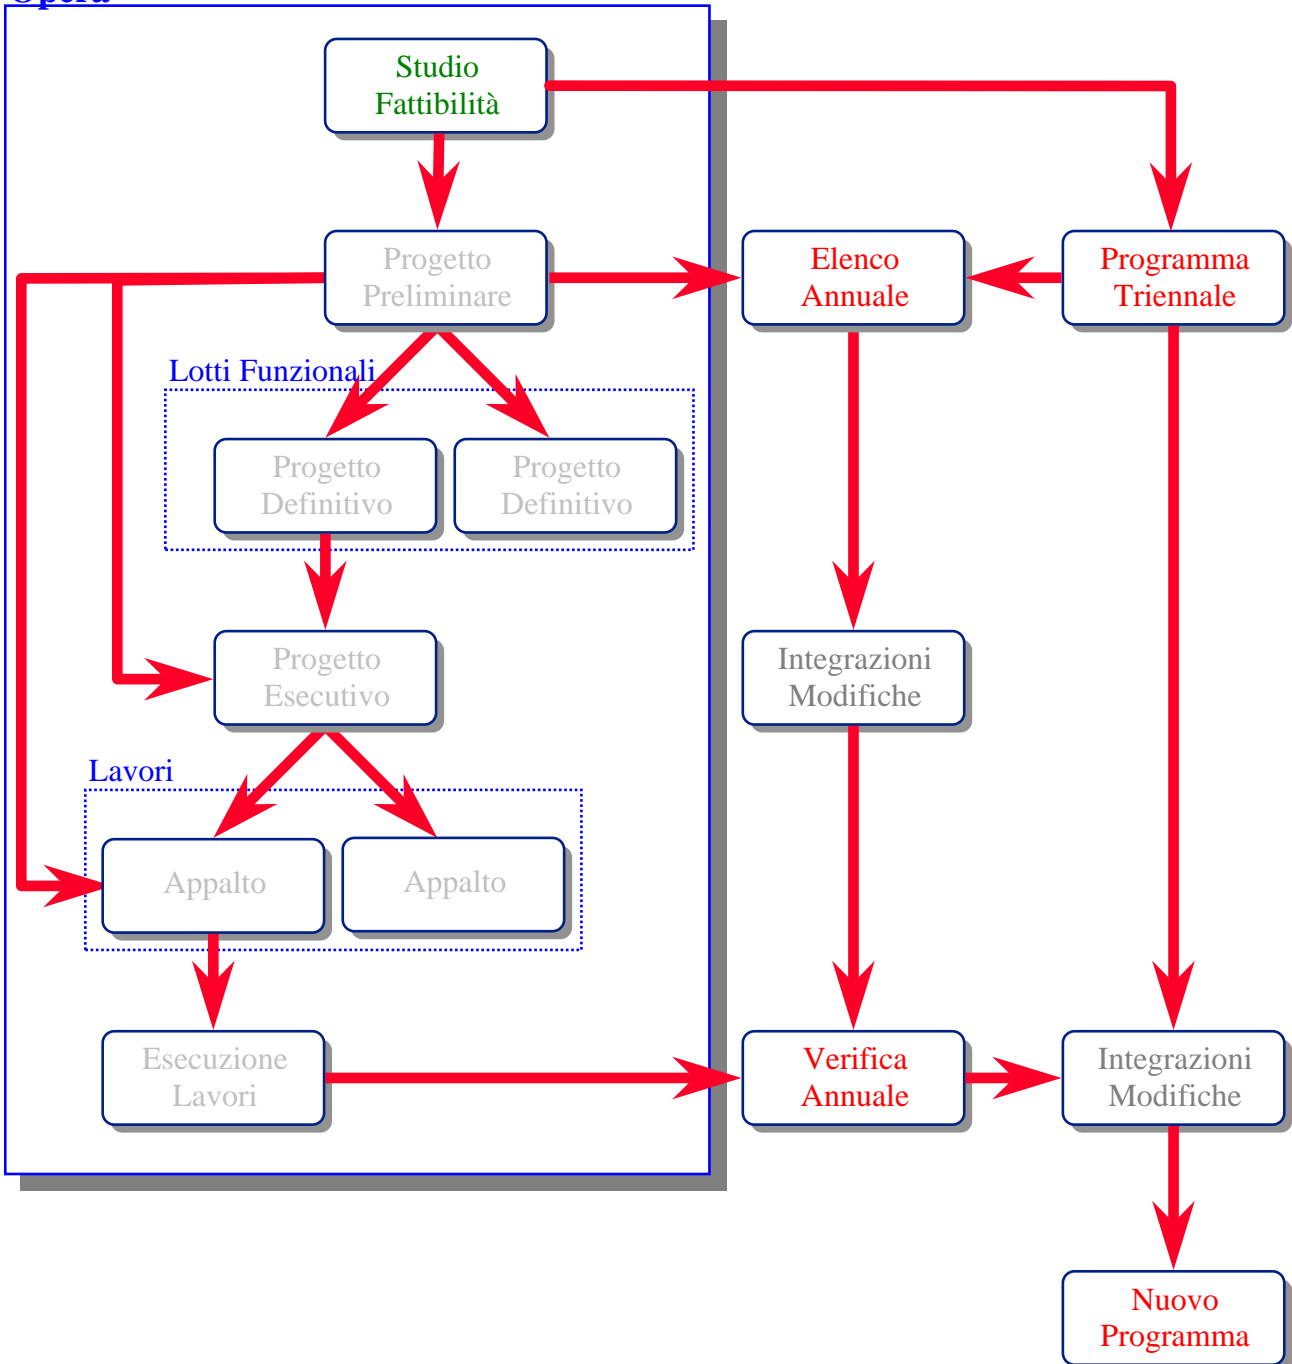 Opera
Studio
Fattibilità
Progetto
Preliminare
Elenco
Annuale
Programma
Triennale
Lotti Funzionali
Progetto
Definitivo
Progetto
Definitivo
Progetto
Esecutivo
Integrazioni
Modifiche
Lavori
Appalto
Appalto
Esecuzione
Lavori
Verifica
Annuale
Integrazioni
Modifiche
Nuovo
Programma